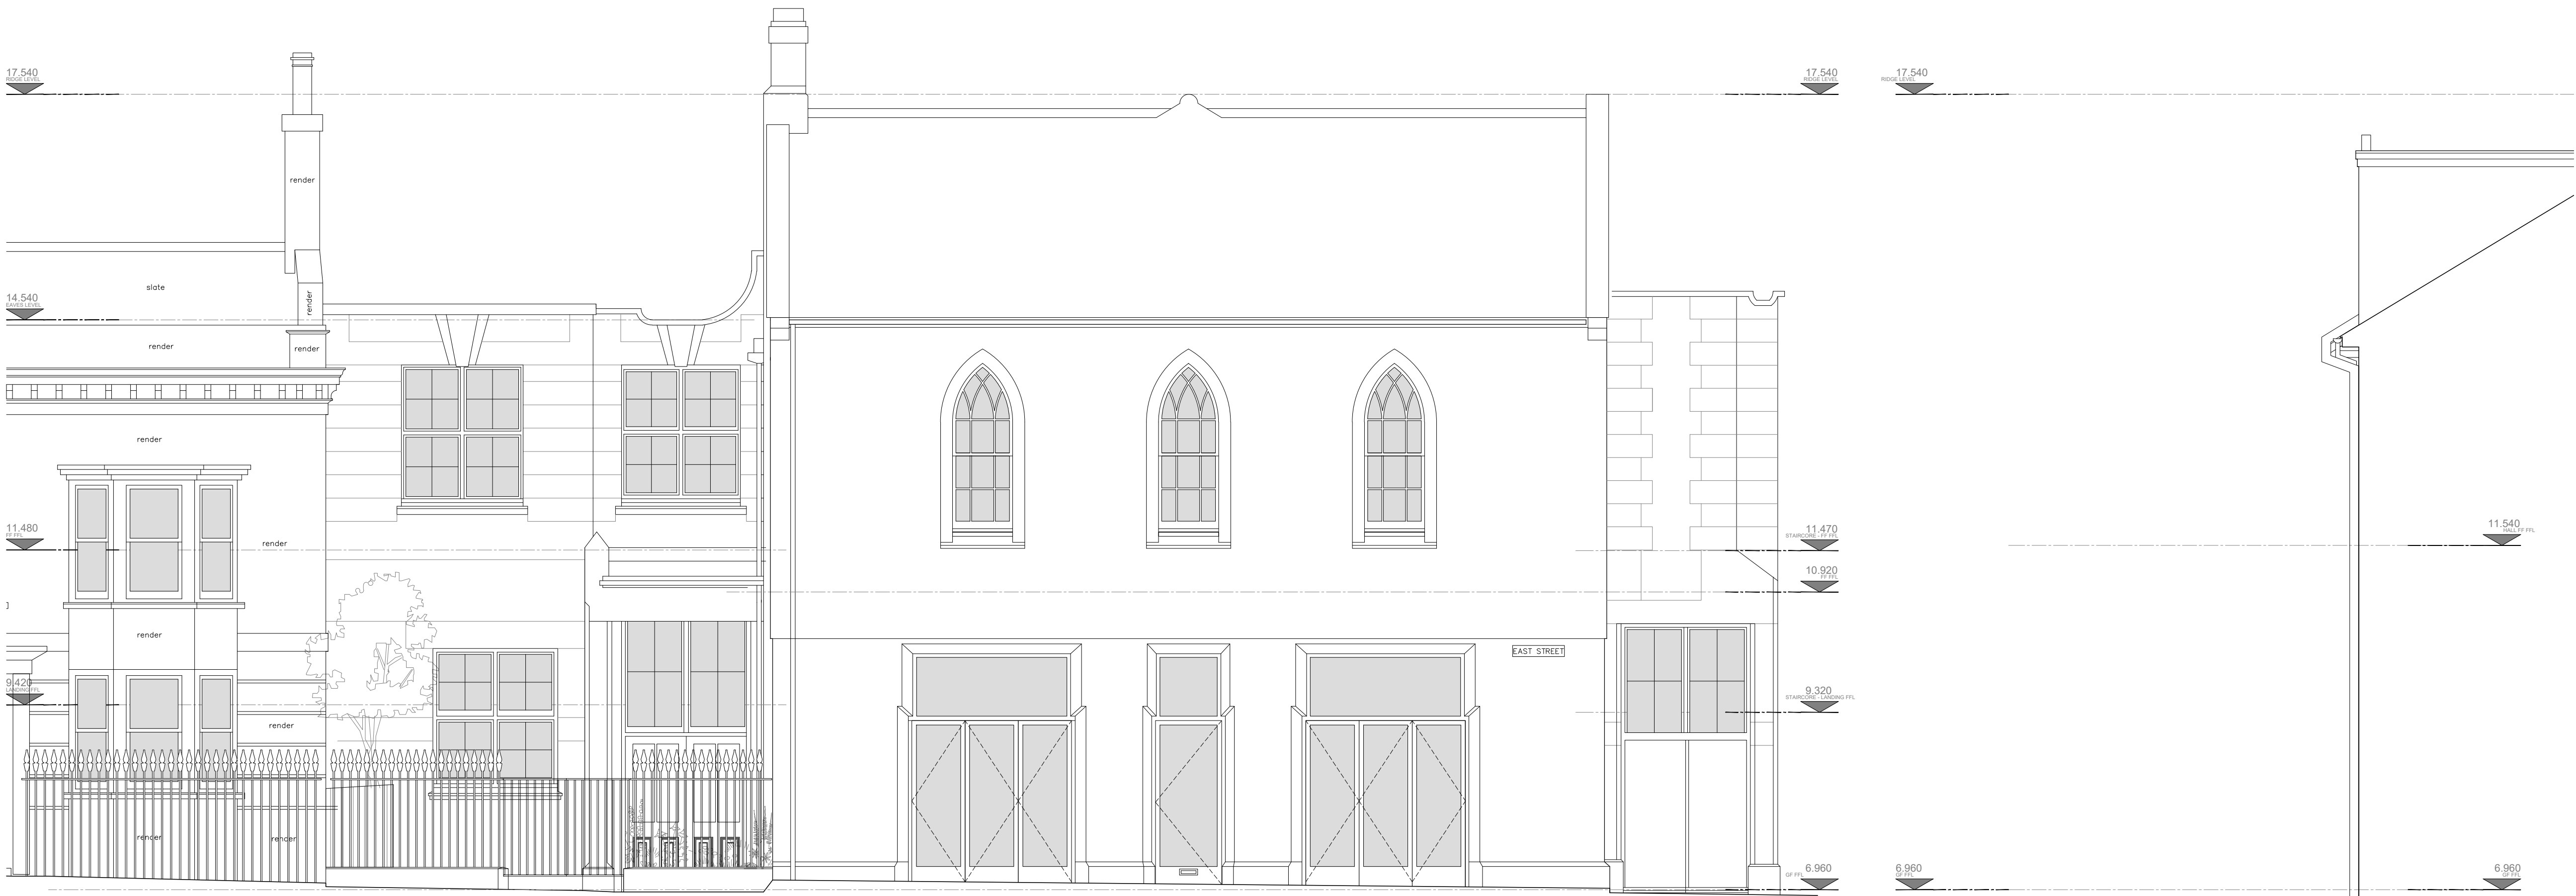 17.540
RIDGE LEVEL
17.540
RIDGE LEVEL
17.540
RIDGE LEVEL
render
slate
render
14.540
EAVES LEVEL
render
render
render
11.480
FF FFL
render
11.470
STAIRCORE - FF FFL
11.540
HALL FF FFL
10.920
FF FFL
render
EAST STREET
9.420
LANDING FFL
9.320
STAIRCORE - LANDING FFL
render
render
render
6.960
GF FFL
6.960
GF FFL
6.960
GF FFL